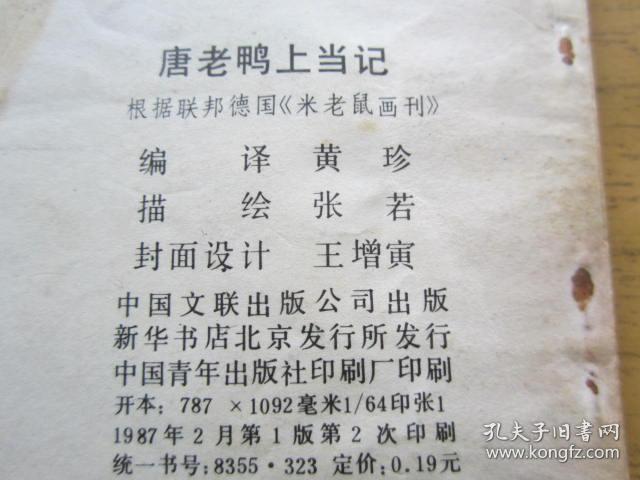 唐老鸭上当记
根据联邦德国《米老鼠画刊》
编 译 黄 珍
描 绘 张 若
封面设计 王增寅
中国文联出版公司出版
新华书店北京发行所发行
中国青年出版社印刷厂印刷
开本: 787 ×1092毫米1/64印张1
1987年2月第1版第2次印刷
统一书号:8355·323 定价:0.19元
孔夫子旧书网
www.kongfz.com